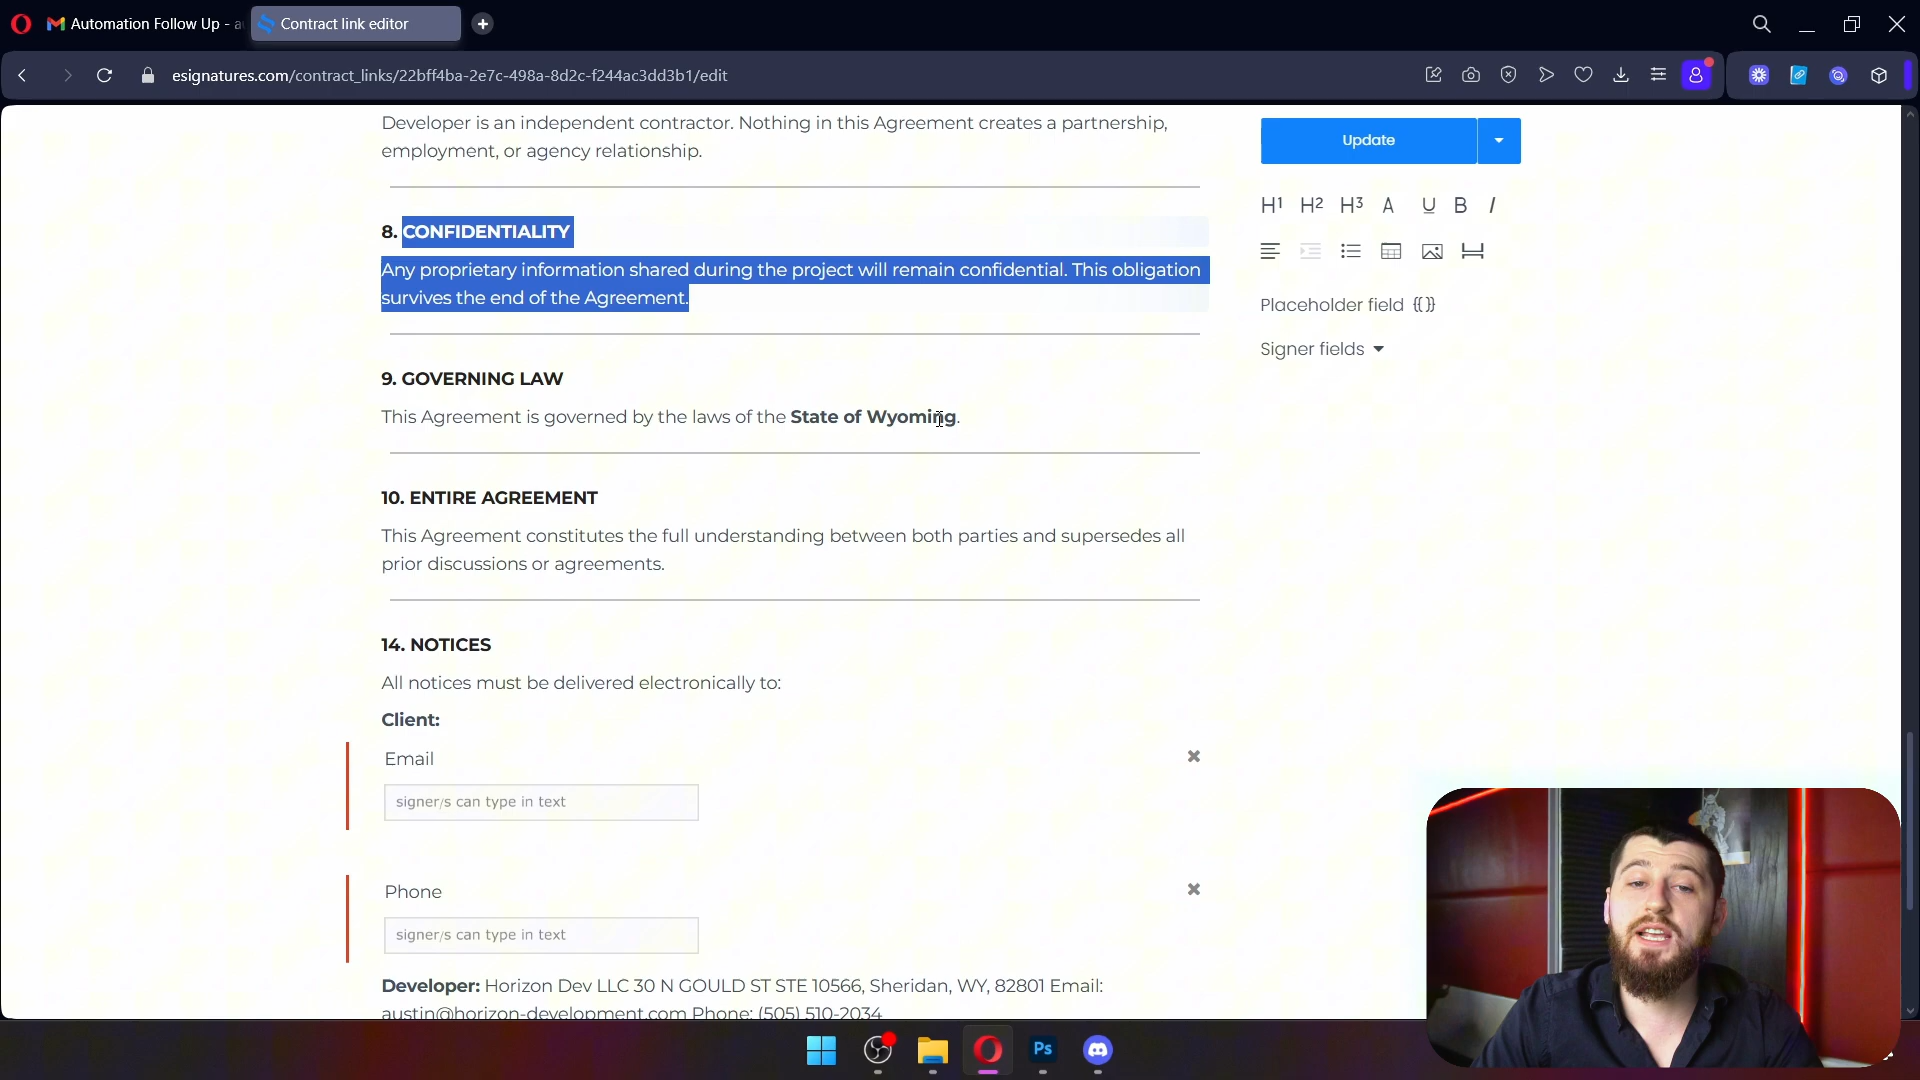 Automation Follow Up - a
Contract link editor
esignatures.com/contract_links/22bff4ba-2e7c-498a-8d2c-f244ac3dd3b1/edit
Developer is an independent contractor. Nothing in this Agreement creates a partnership,
employment, or agency relationship.
8. CONFIDENTIALITY
Any proprietary information shared during the project will remain confidential. This obligation
survives the end of the Agreement.
9. GOVERNING LAW
This Agreement is governed by the laws of the State of Wyoming.
10. ENTIRE AGREEMENT
This Agreement constitutes the full understanding between both parties and supersedes all
prior discussions or agreements.
14. NOTICES
All notices must be delivered electronically to:
Client:
Email
signer/s can type in text
Phone
signer/s can type in text
Developer: Horizon Dev LLC 30 N GOULD ST STE 10566, Sheridan, WY, 82801 Email:
austin@horizon-development.com Phone: (505) 510-2034
Update
H1 H2 H3 A U B I
Placeholder field {{}}
Signer fields
Ps